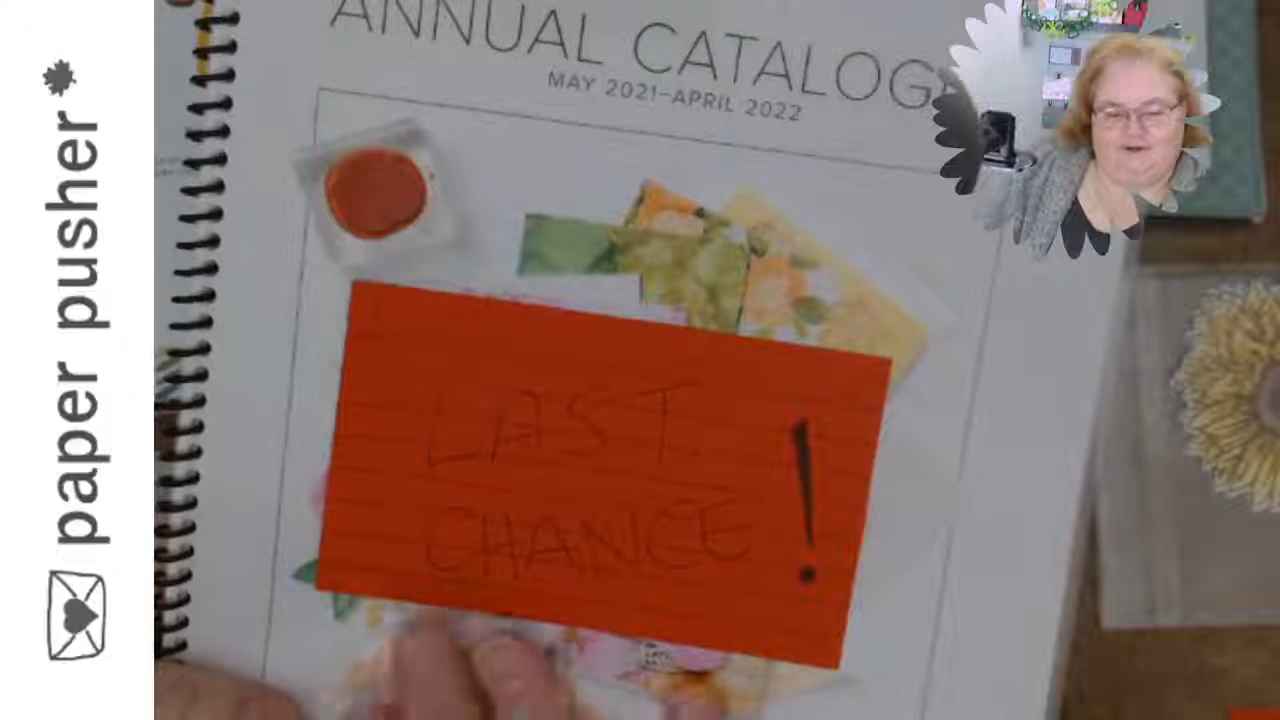 paper pusher
ANNUAL CATALOG
MAY 2021–APRIL 2022
LAST
CHANCE !